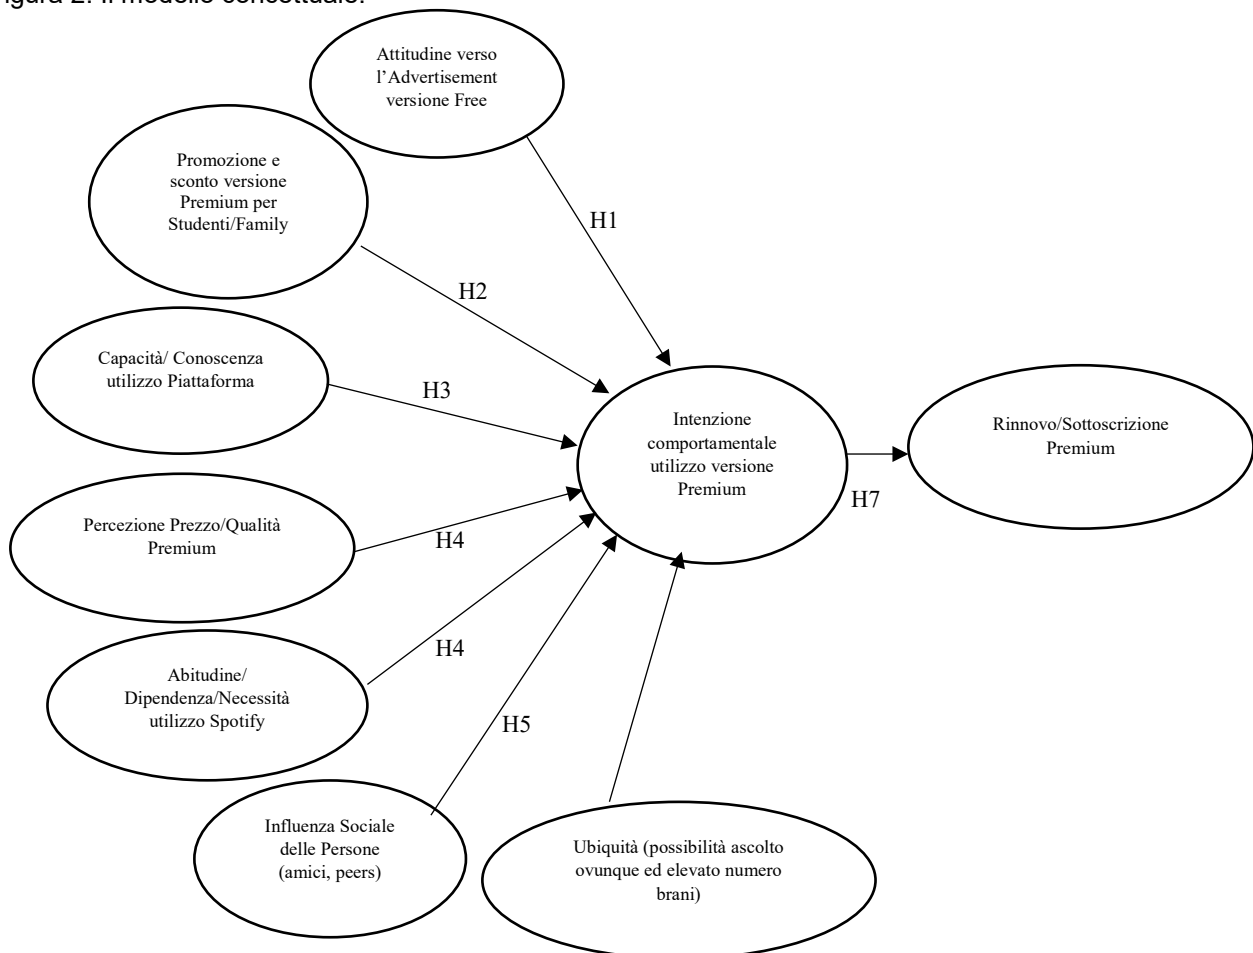 Figura 2. Il modello concettuale.
Attitudine verso
l’Advertisement
versione Free
Promozione e
sconto versione
Premium per
Studenti/Family
H1
H2
Capacità/ Conoscenza
utilizzo Piattaforma
H3
Intenzione
comportamentale
utilizzo versione
Premium
Rinnovo/Sottoscrizione
Premium
H7
Percezione Prezzo/Qualità
Premium
H4
Abitudine/
Dipendenza/Necessità
utilizzo Spotify
H4
H5
Influenza Sociale
delle Persone
(amici, peers)
Ubiquità (possibilità ascolto
ovunque ed elevato numero
brani)